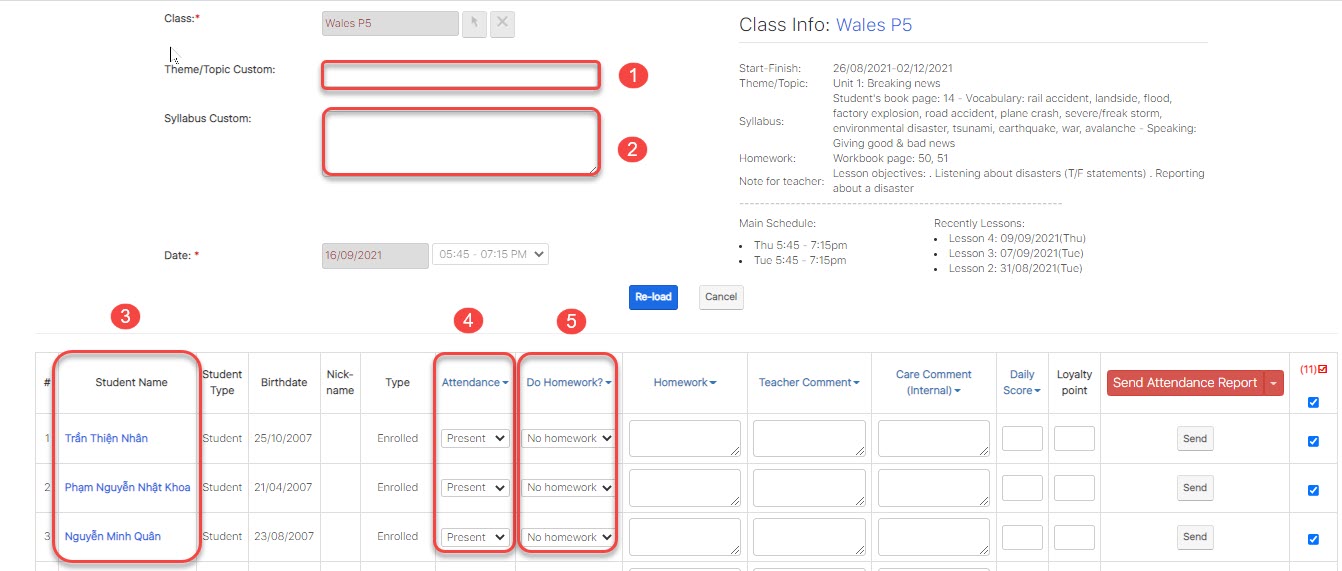 Class:*
Wales P5
Theme/Topic Custom:
1
Syllabus Custom:
2
Date: *
16/09/2021
05:45 - 07:15 PM
Class Info: Wales P5
Start-Finish: 26/08/2021-02/12/2021
Theme/Topic: Unit 1: Breaking news
Syllabus: Student's book page: 14 - Vocabulary: rail accident, landside, flood,
factory explosion, road accident, plane crash, severe/freak storm,
environmental disaster, tsunami, earthquake, war, avalanche - Speaking:
Giving good & bad news
Homework: Workbook page: 50, 51
Note for teacher: Lesson objectives: . Listening about disasters (T/F statements) . Reporting
about a disaster
Main Schedule:
• Thu 5:45 - 7:15pm
• Tue 5:45 - 7:15pm
Recently Lessons:
• Lesson 4: 09/09/2021(Thu)
• Lesson 3: 07/09/2021(Tue)
• Lesson 2: 31/08/2021(Tue)
Re-load Cancel
3 4 5
# Student Name Student Type Birthdate Nick-name Type Attendance Do Homework? Homework Teacher Comment Care Comment (Internal) Daily Score Loyalty point Send Attendance Report (11)
1 Trần Thiện Nhân Student 25/10/2007 Enrolled Present No homework Send
2 Phạm Nguyễn Nhật Khoa Student 21/04/2007 Enrolled Present No homework Send
3 Nguyễn Minh Quân Student 23/08/2007 Enrolled Present No homework Send